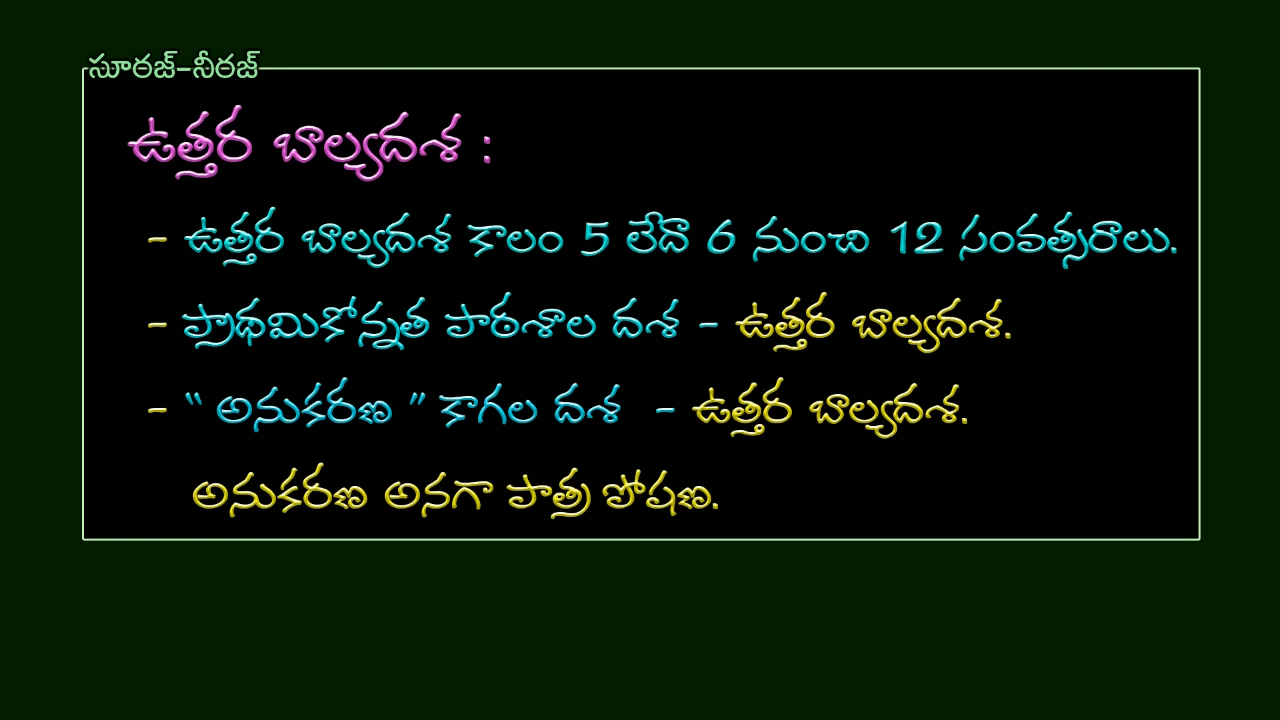 సూరజ్-నీరజ్
ఉత్తర బాల్యదశ :
- ఉత్తర బాల్యదశ కాలం 5 లేదా 6 నుంచి 12 సంవత్సరాలు.
- ప్రాథమికోన్నత పాఠశాల దశ - ఉత్తర బాల్యదశ.
- " అనుకరణ " కాగల దశ - ఉత్తర బాల్యదశ.
అనుకరణ అనగా పాత్ర పోషణ.